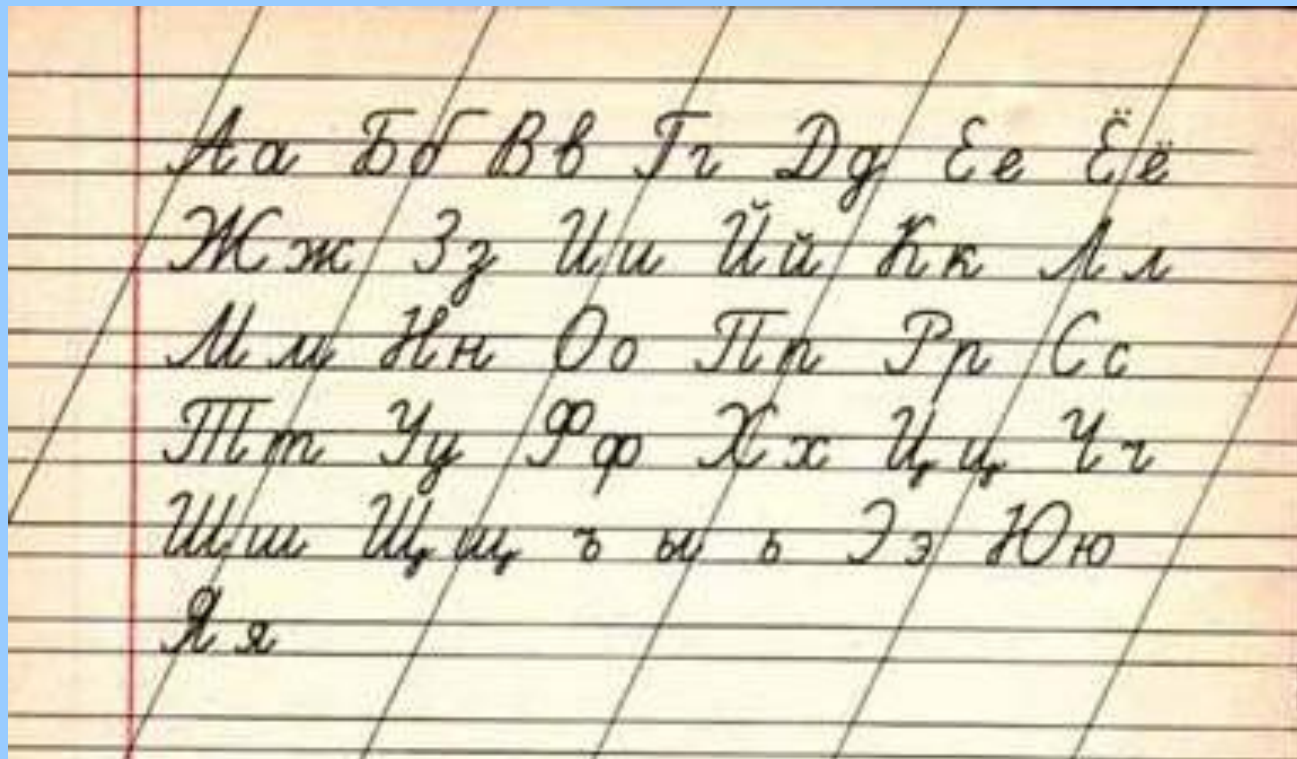 Аа Бб Вв Гг Дд Ее Ёё
Жж Зз Ии Йй Кк Лл
Мм Нн Оо Пп Рр Сс
Тт Уу Фф Хх Цц Чч
Шш Щщ ъ ы ь Ээ Юю
Яя